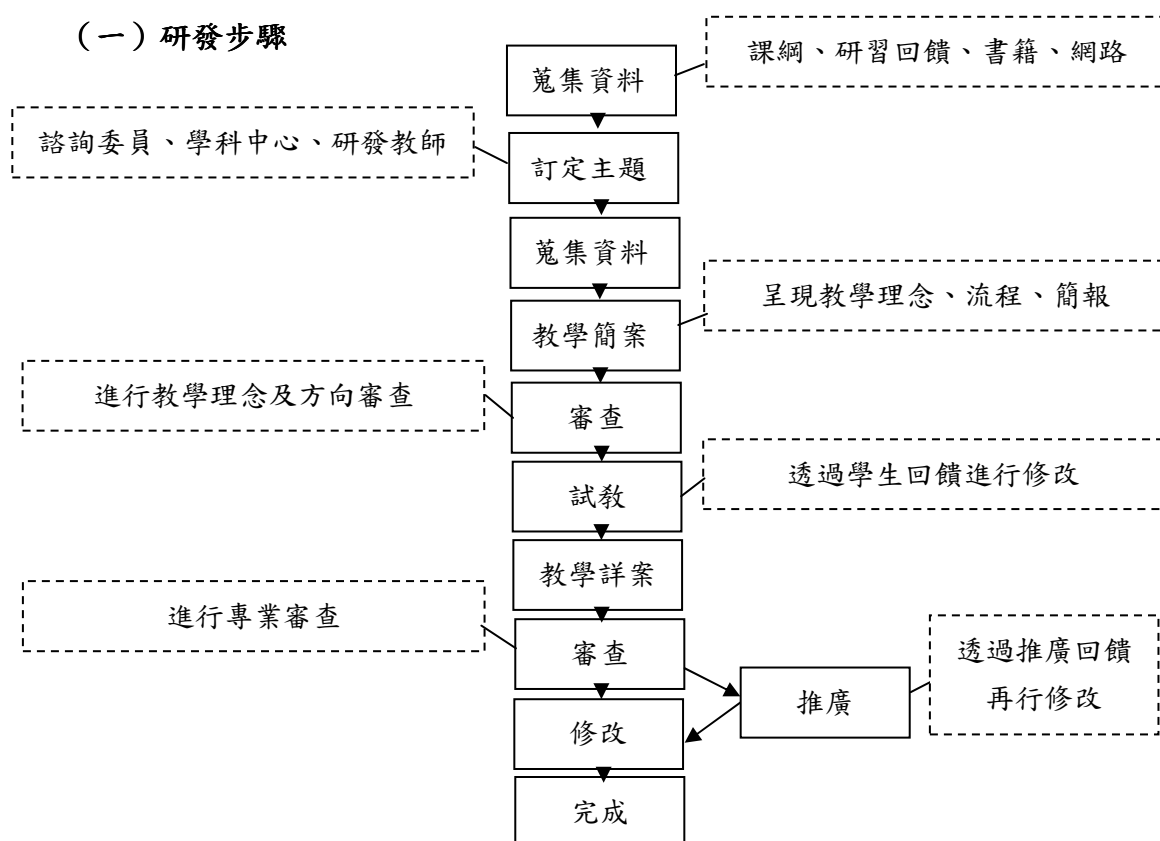 （一）研發步驟
課綱、研習回饋、書籍、網路
蒐集資料
諮詢委員、學科中心、研發教師
訂定主題
蒐集資料
呈現教學理念、流程、簡報
教學簡案
進行教學理念及方向審查
審查
試教
透過學生回饋進行修改
教學詳案
進行專業審查
審查
透過推廣回饋
再行修改
推廣
修改
完成